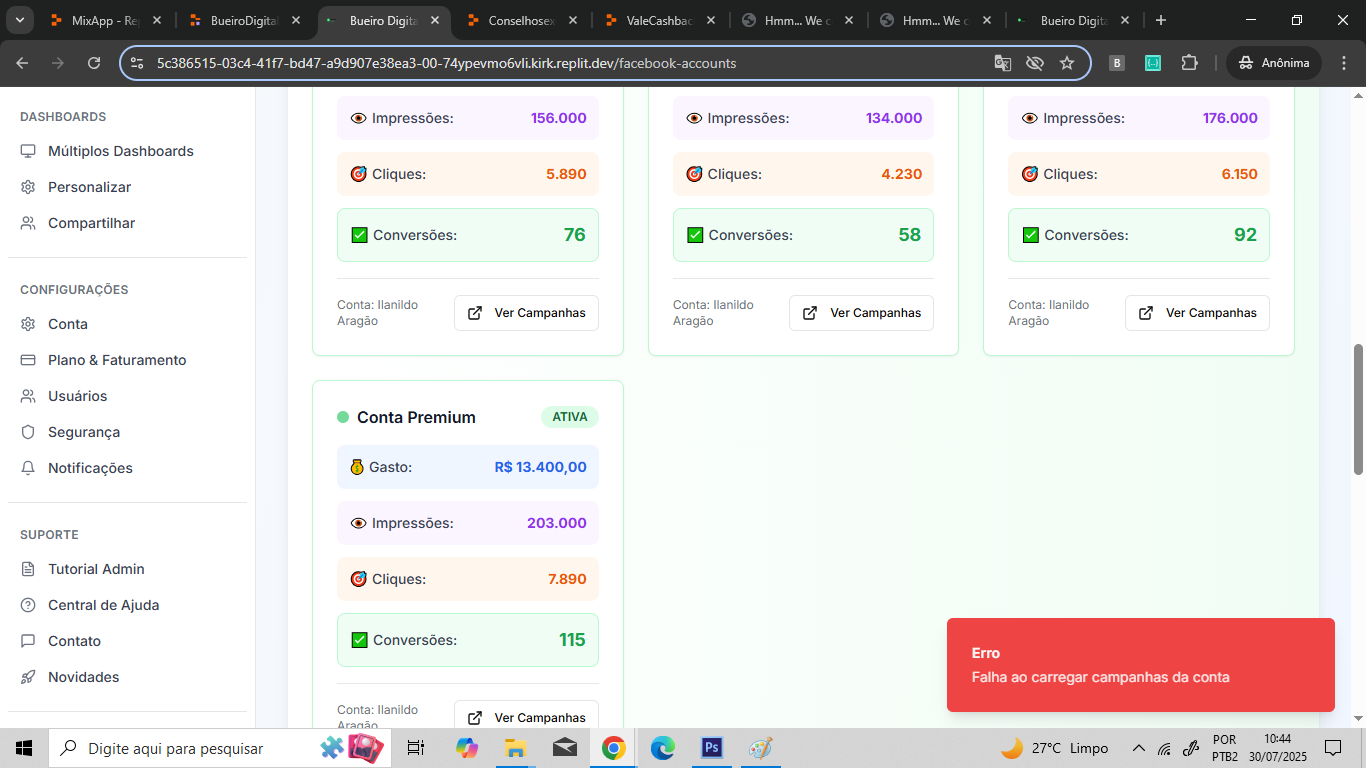 MixApp - Rep
BueiroDigital
Bueiro Digita
Conselhosex
ValeCashbac
Hmm... We c
Hmm... We c
Bueiro Digita
5c386515-03c4-41f7-bd47-a9d907e38ea3-00-74ypevmo6vli.kirk.replit.dev/facebook-accounts
B
Anônima
DASHBOARDS
Múltiplos Dashboards
Personalizar
Compartilhar
CONFIGURAÇÕES
Conta
Plano & Faturamento
Usuários
Segurança
Notificações
SUPORTE
Tutorial Admin
Central de Ajuda
Contato
Novidades
Impressões: 156.000
Cliques: 5.890
Conversões: 76
Conta: Ilanildo
Aragão
Ver Campanhas
Impressões: 134.000
Cliques: 4.230
Conversões: 58
Conta: Ilanildo
Aragão
Ver Campanhas
Impressões: 176.000
Cliques: 6.150
Conversões: 92
Conta: Ilanildo
Aragão
Ver Campanhas
Conta Premium ATIVA
Gasto: R$ 13.400,00
Impressões: 203.000
Cliques: 7.890
Conversões: 115
Conta: Ilanildo
Aragão
Ver Campanhas
Erro
Falha ao carregar campanhas da conta
Digite aqui para pesquisar
Ps
27°C Limpo
POR
PTB2
10:44
30/07/2025